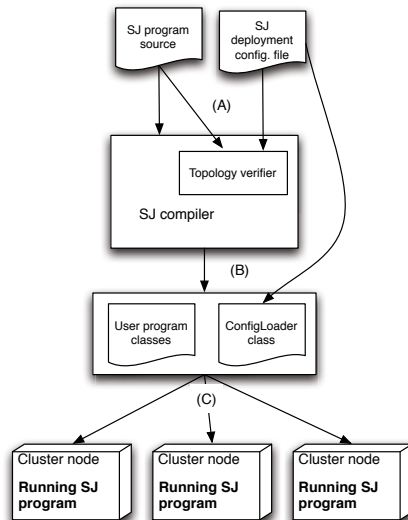 SJ program
source
SJ
deployment
config. file
(A)
Topology verifier
SJ compiler
(B)
User program
classes
ConfigLoader
class
(C)
Cluster node
Running SJ
program
Cluster node
Running SJ
program
Cluster node
Running SJ
program